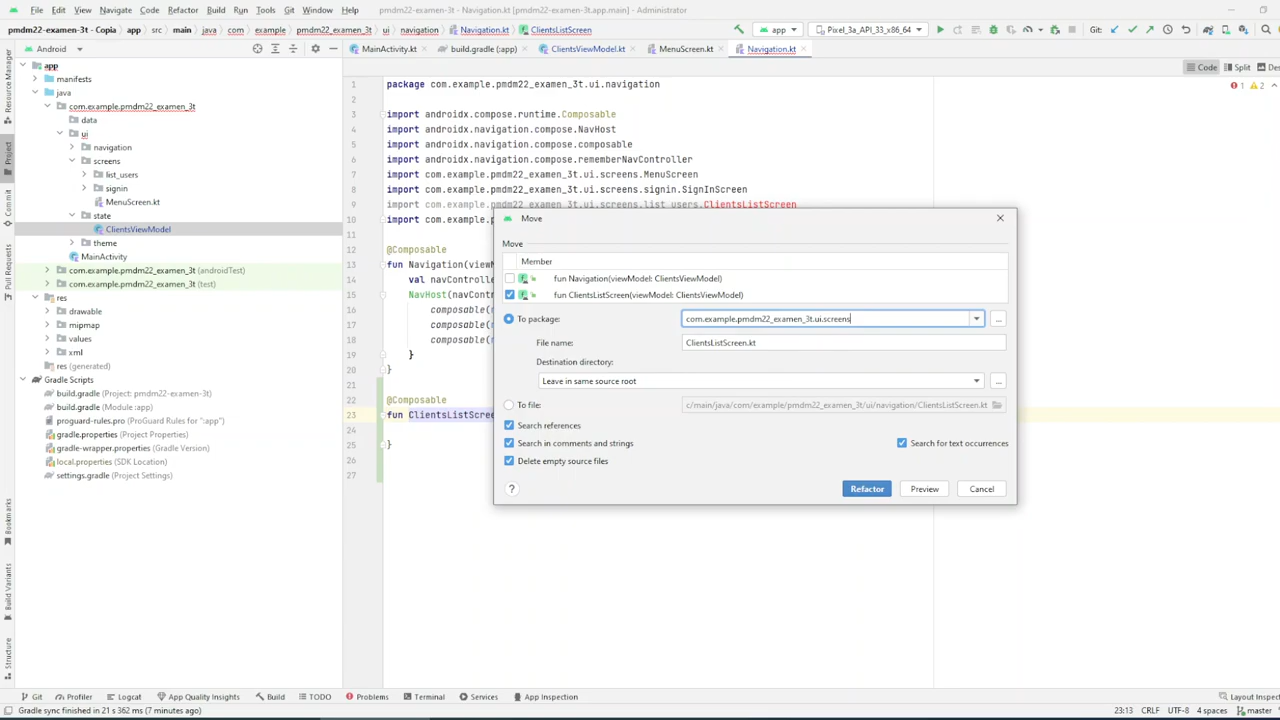 File Edit View Navigate Code Refactor Build Run Tools Git Window Help pmdm22-examen-3t Navigation.kt [pmdm22-examen-3t.app.main] - Administrator
pmdm22-examen-3t - Copia app src main java com example pmdm22_examen_3t ui navigation Navigation.kt ClientsListScreen app Pixel_3a_API_33_x86_64 Git:
Android MainActivity.kt build.gradle (:app) ClientsViewModel.kt MenuScreen.kt Navigation.kt
Code Split
Resource Manager
Project
Commit
Pull Requests
Bookmarks
Build Variants
Structure
app
manifests
java
com.example.pmdm22_examen_3t
data
ui
navigation
screens
list_users
signin
MenuScreen.kt
state
ClientsViewModel
theme
MainActivity
com.example.pmdm22_examen_3t (androidTest)
com.example.pmdm22_examen_3t (test)
res
drawable
mipmap
values
xml
res (generated)
Gradle Scripts
build.gradle (Project: pmdm22-examen-3t)
build.gradle (Module :app)
proguard-rules.pro (ProGuard Rules for ":app")
gradle.properties (Project Properties)
gradle-wrapper.properties (Gradle Version)
local.properties (SDK Location)
settings.gradle (Project Settings)
1 package com.example.pmdm22_examen_3t.ui.navigation 1 2
2
3 import androidx.compose.runtime.Composable
4 import androidx.navigation.compose.NavHost
5 import androidx.navigation.compose.composable
6 import androidx.navigation.compose.rememberNavController
7 import com.example.pmdm22_examen_3t.ui.screens.MenuScreen
8 import com.example.pmdm22_examen_3t.ui.screens.signin.SignInScreen
9 import com.example.pmdm22_examen_3t.ui.screens.list_users.ClientsListScreen
10 import com.example.p
11
12 @Composable
13 fun Navigation(view
14 val navControlle
15 NavHost(navCont
16 composable(
17 composable(
18 composable(
19 }
20 }
21
22 @Composable
23 fun ClientsListScree
24
25 }
26
27
Move
Move
Member
fun Navigation(viewModel: ClientsViewModel)
fun ClientsListScreen(viewModel: ClientsViewModel)
To package: com.example.pmdm22_examen_3t.ui.screens ...
File name: ClientsListScreen.kt
Destination directory:
Leave in same source root ...
To file: c/main/java/com/example/pmdm22_examen_3t/ui/navigation/ClientsListScreen.kt
Search references
Search in comments and strings Search for text occurrences
Delete empty source files
? Refactor Preview Cancel
Git Profiler Logcat App Quality Insights Build TODO Problems Terminal Services App Inspection Layout Inspec
Gradle sync finished in 21 s 362 ms (7 minutes ago) 23:13 CRLF UTF-8 4 spaces master